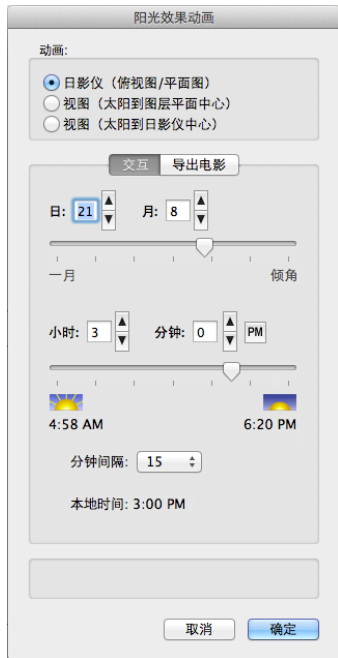 阳光效果动画
动画:
日影仪（俯视图/平面图）
视图（太阳到图层平面中心）
视图（太阳到日影仪中心）
交互 导出电影
日: 21 月: 8
一月 倾角
小时: 3 分钟: 0 PM
4:58 AM 6:20 PM
分钟间隔: 15
本地时间: 3:00 PM
取消 确定